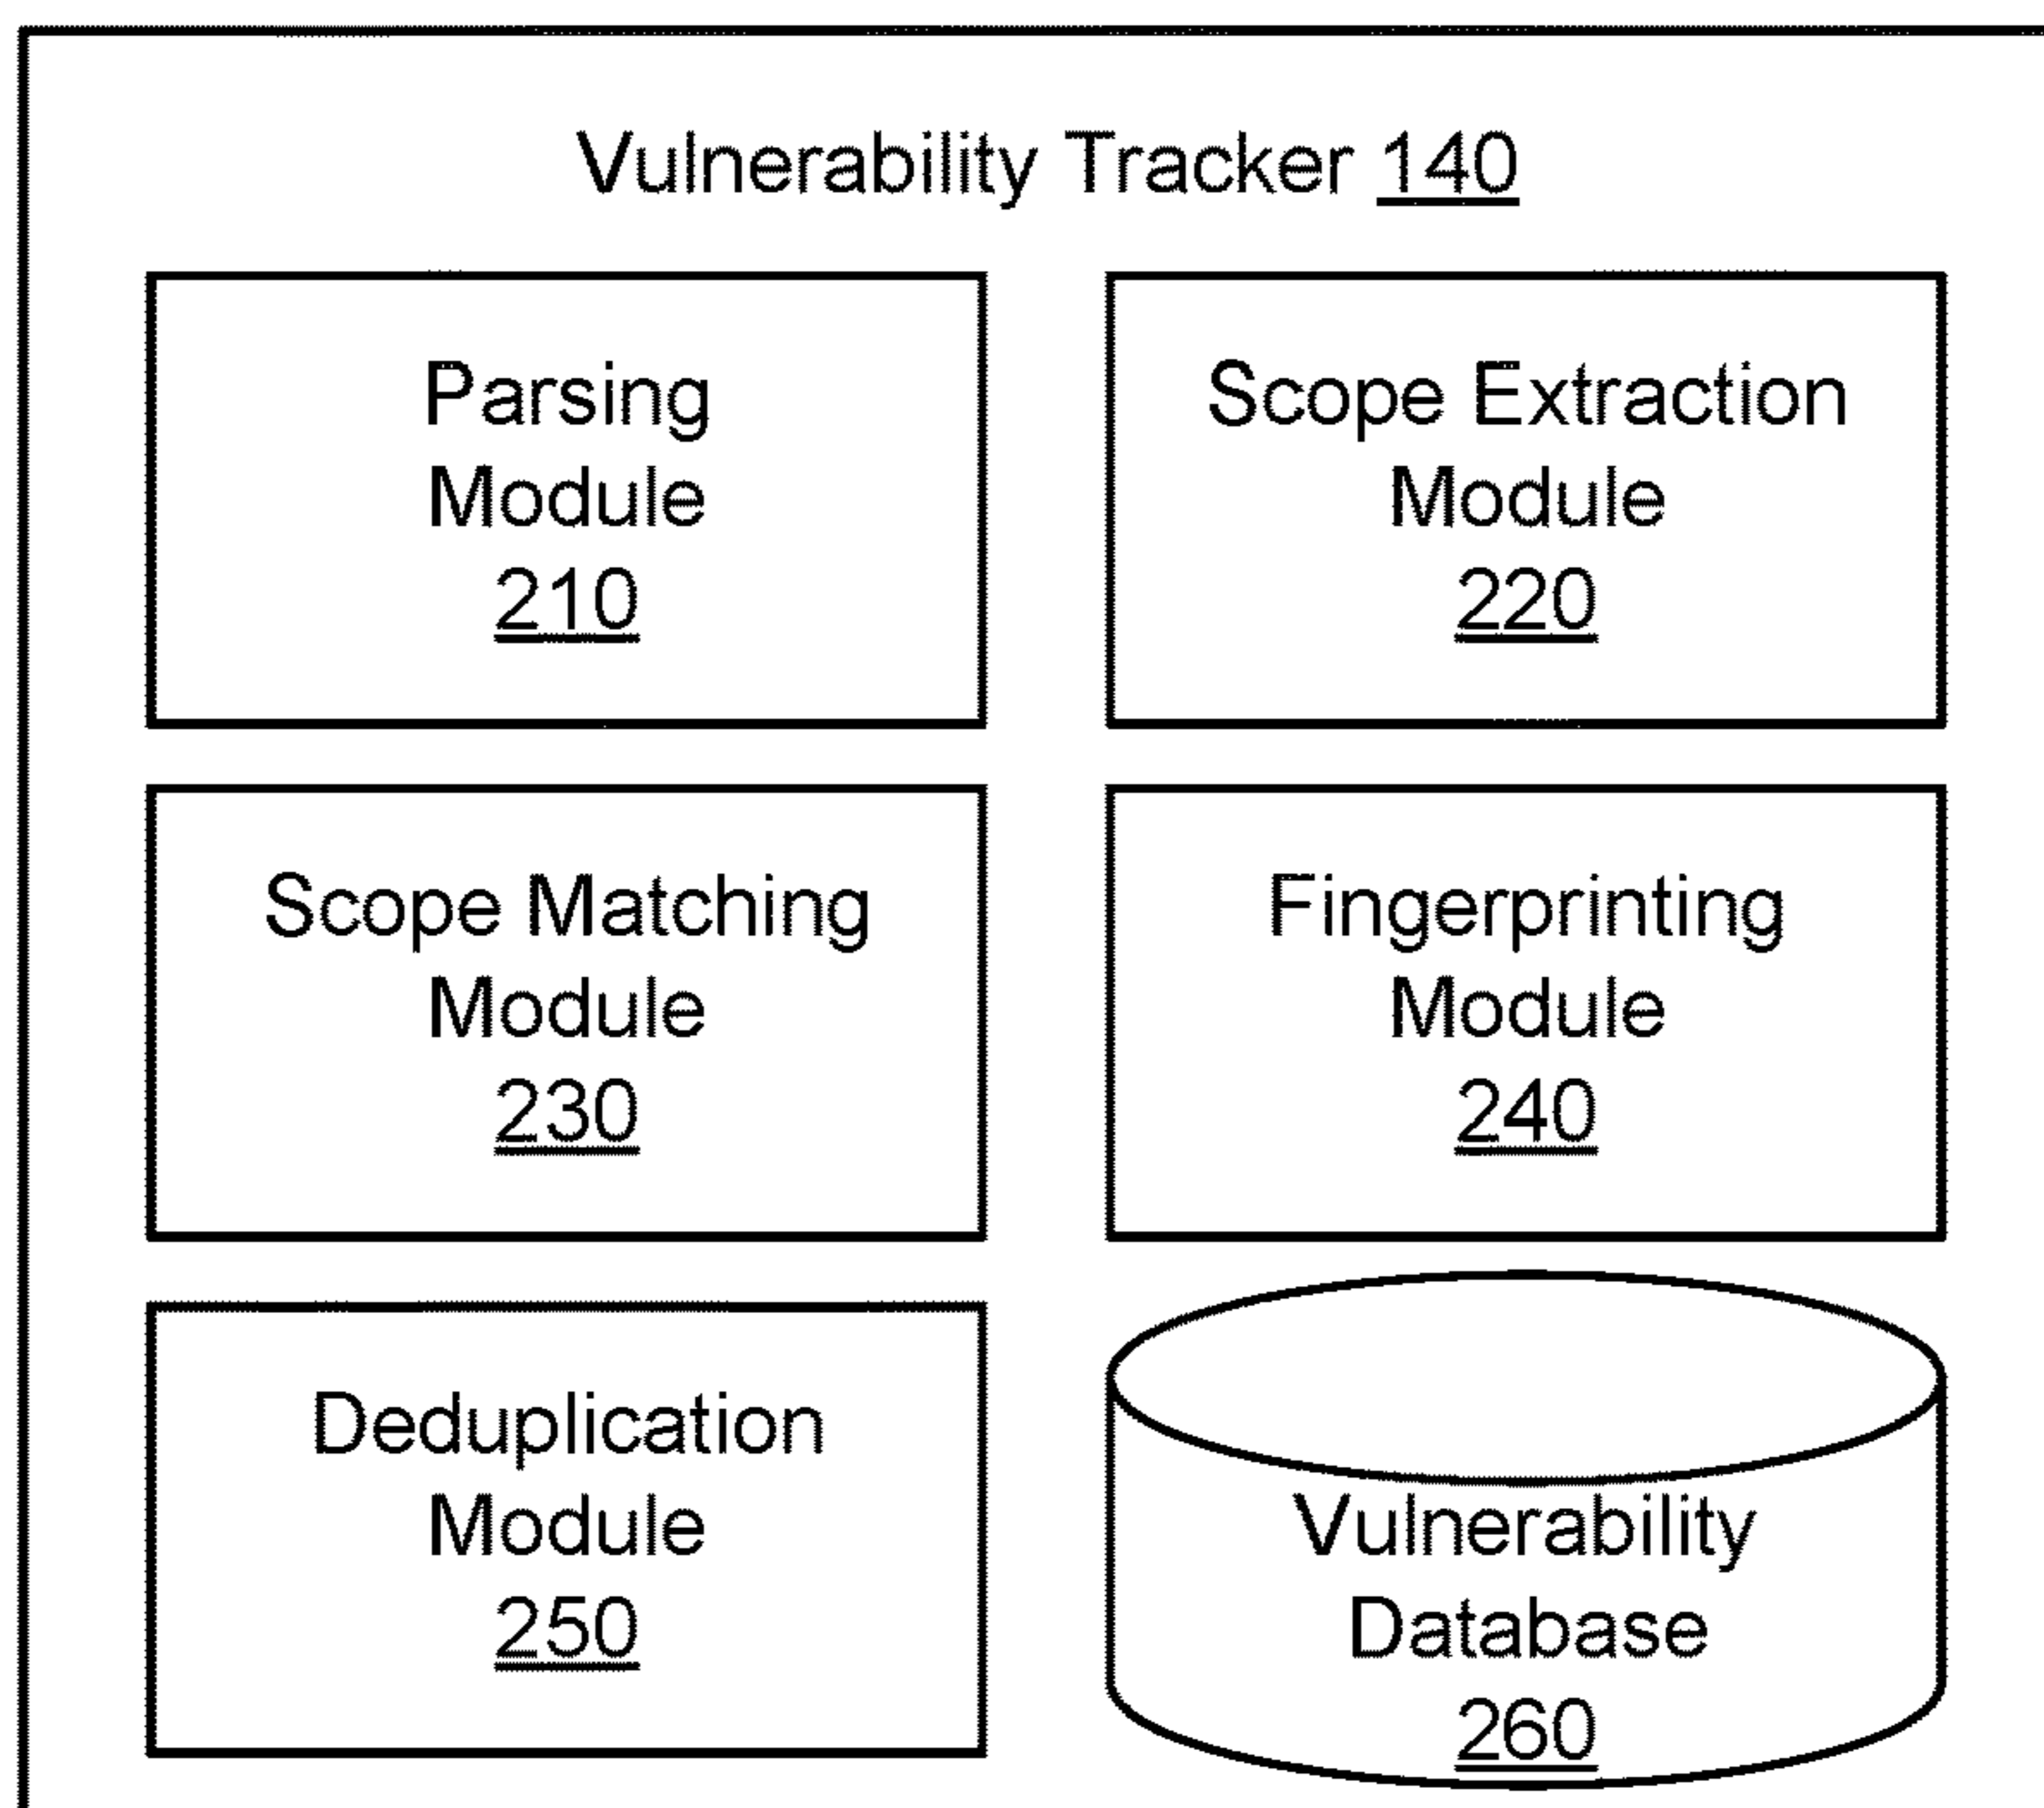 Vulnerability Tracker 140
Parsing
Module
210
Scope Extraction
Module
220
Scope Matching
Module
230
Fingerprinting
Module
240
Deduplication
Module
250
Vulnerability
Database
260